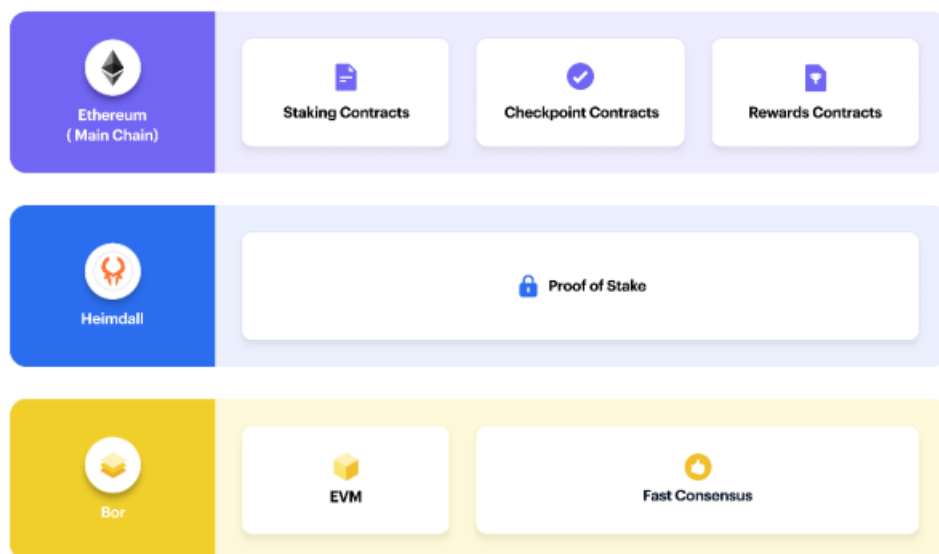 Ethereum
( Main Chain)
Staking Contracts
Checkpoint Contracts
Rewards Contracts
Heimdall
Proof of Stake
Bor
EVM
Fast Consensus